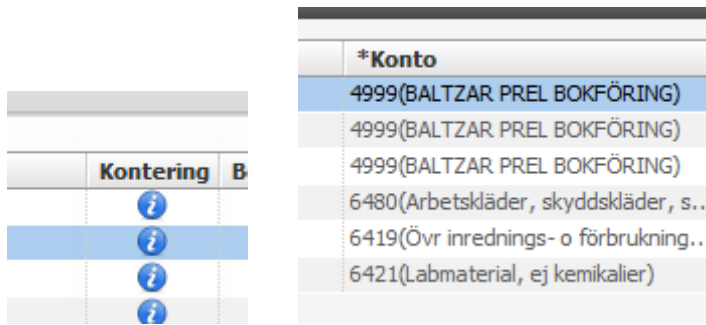 Kontering
*Konto
4999(BALTZAR PREL BOKFÖRING)
4999(BALTZAR PREL BOKFÖRING)
4999(BALTZAR PREL BOKFÖRING)
6480(Arbetskläder, skyddskläder, s..
6419(Övr inrednings- o förbrukning..
6421(Labmaterial, ej kemikalier)